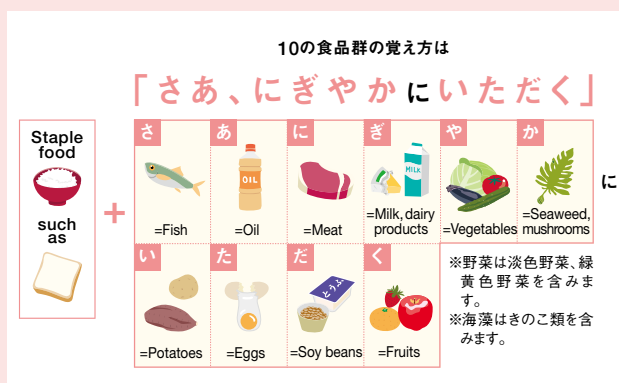 10の食品群の覚え方は
「さあ、にぎやかにいただく」
Staple
food
such
as
+
さ
あ
に
ぎ
や
か
OIL
MILK
=Fish
=Oil
=Meat
=Milk, dairy
products
=Vegetables
=Seaweed,
mushrooms
に
い
た
だ
く
とうふ
=Potatoes
=Eggs
=Soy beans
=Fruits
※野菜は淡色野菜、緑
黄色野菜を含みま
す。
※海藻はきのこ類を含
みます。